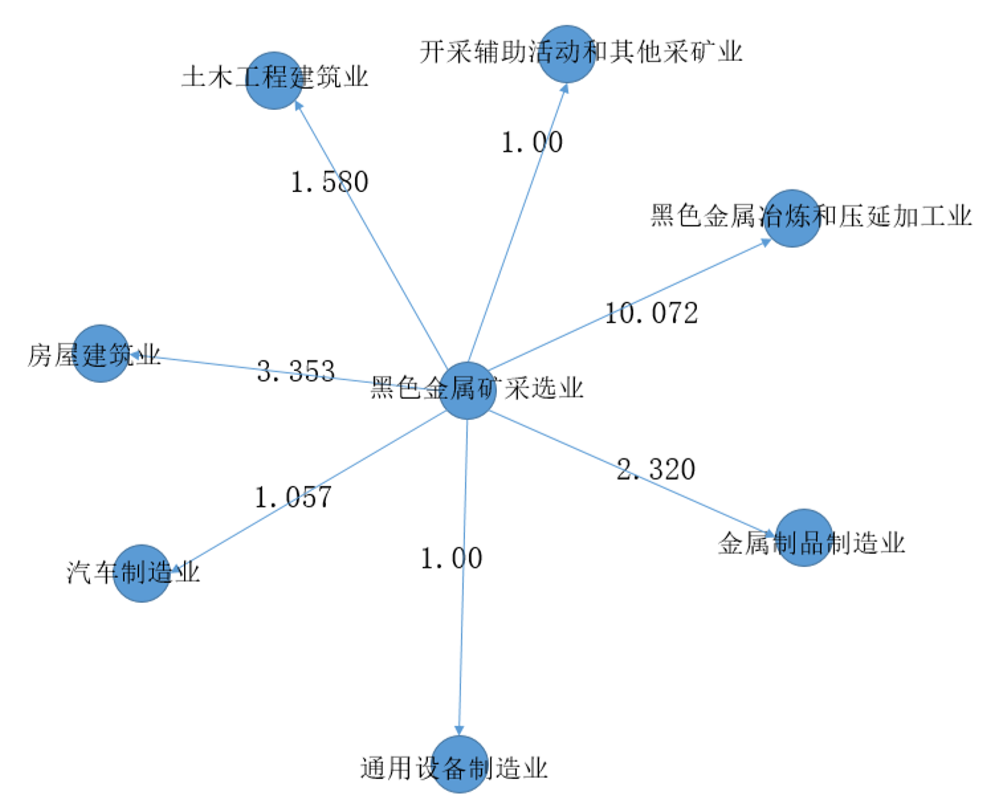 开采辅助活动和其他采矿业
土木工程建筑业
1.00
1.580
黑色金属冶炼和压延加工业
10.072
房屋建筑业
3.353
黑色金属矿采选业
2.320
1.057
金属制品制造业
1.00
汽车制造业
通用设备制造业